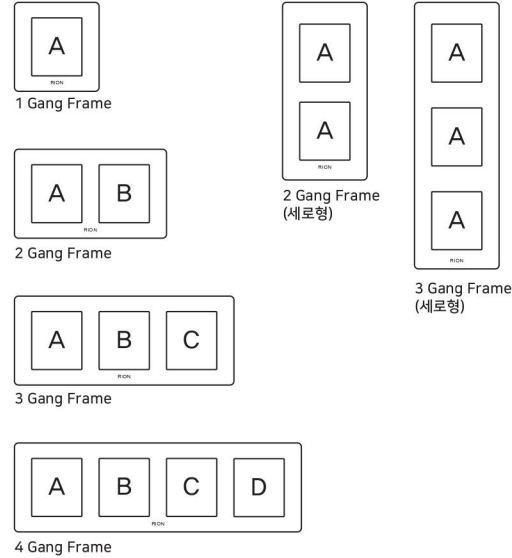 A
RION
1 Gang Frame
A B
RION
2 Gang Frame
A B C
RION
3 Gang Frame
A B C D
RION
4 Gang Frame
A
A
RION
2 Gang Frame
(세로형)
A
A
A
RION
3 Gang Frame
(세로형)